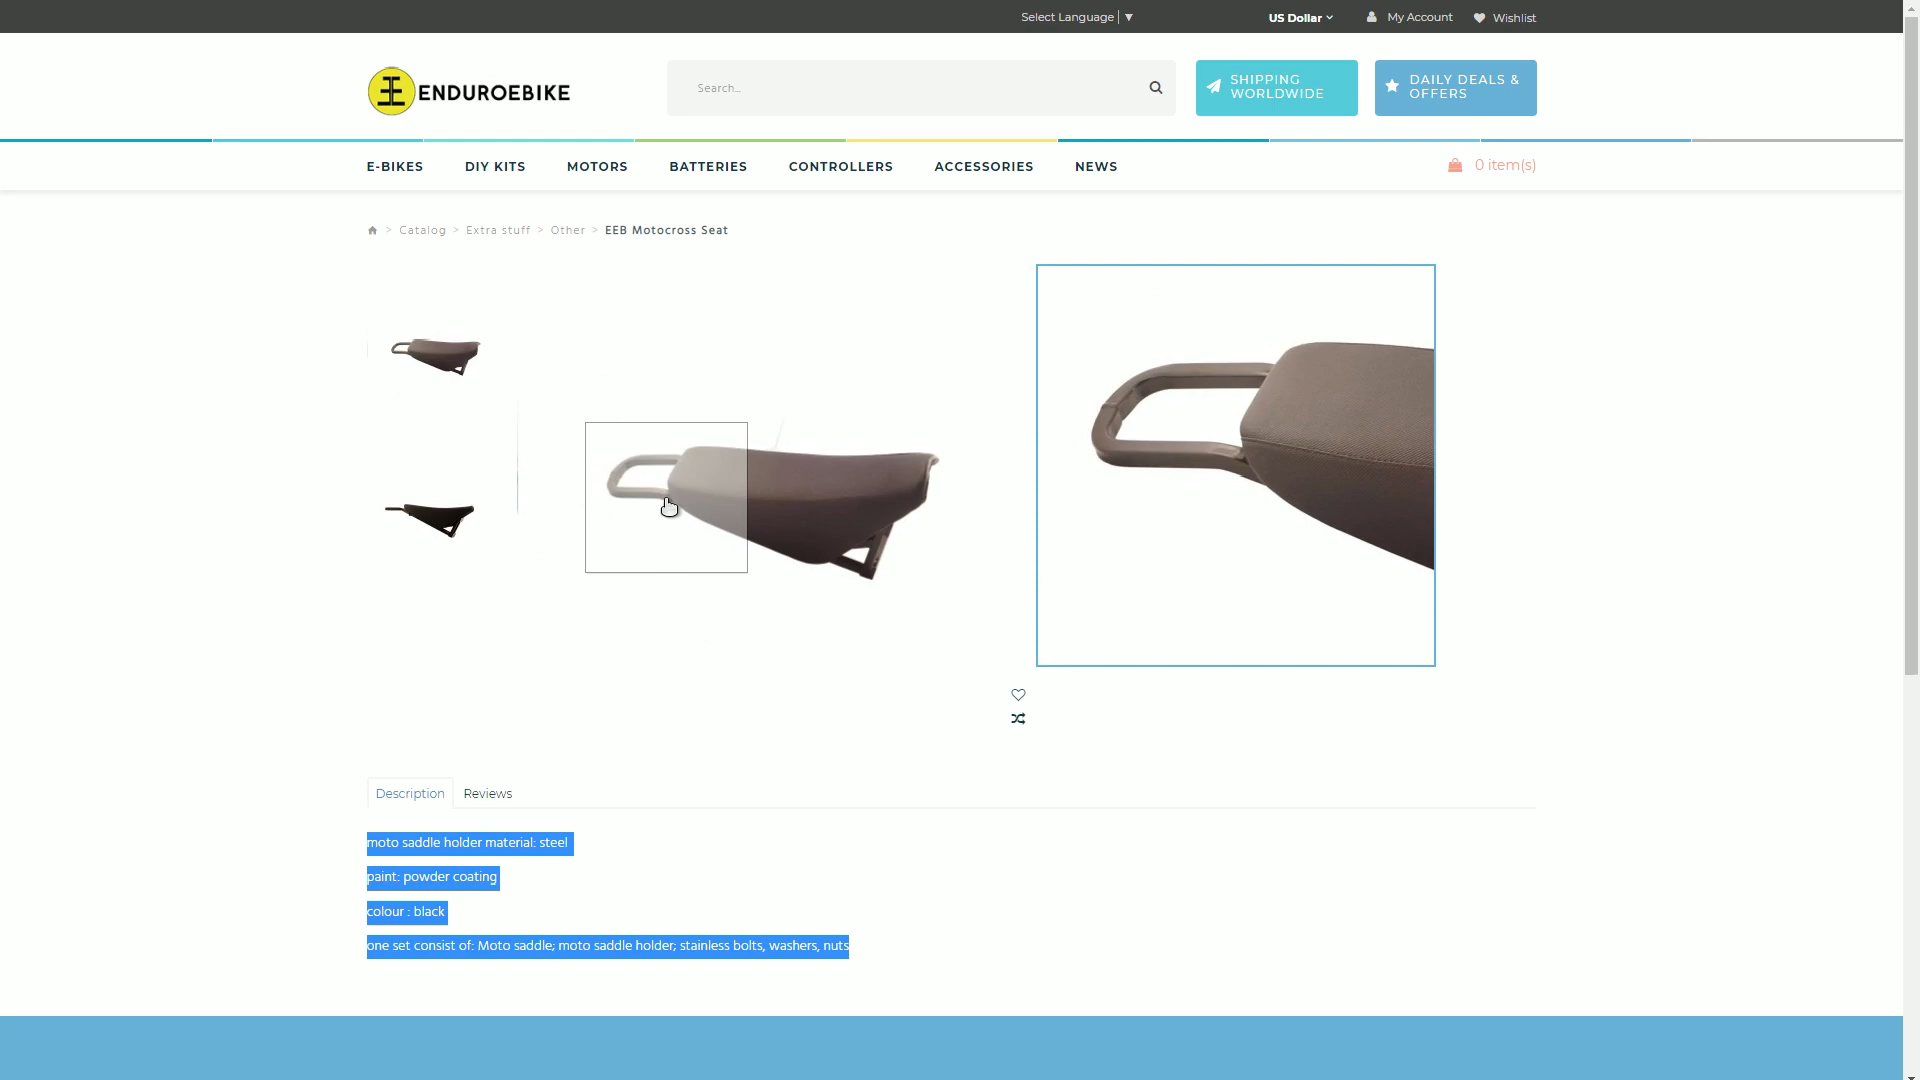 Select Language ▼
US Dollar
My Account
Wishlist
ENDUROEBIKE
Search...
SHIPPING
WORLDWIDE
DAILY DEALS &
OFFERS
E-BIKES
DIY KITS
MOTORS
BATTERIES
CONTROLLERS
ACCESSORIES
NEWS
0 item(s)
> Catalog > Extra stuff > Other > EEB Motocross Seat
Description
Reviews
moto saddle holder material: steel
paint: powder coating
colour : black
one set consist of: Moto saddle; moto saddle holder; stainless bolts, washers, nuts